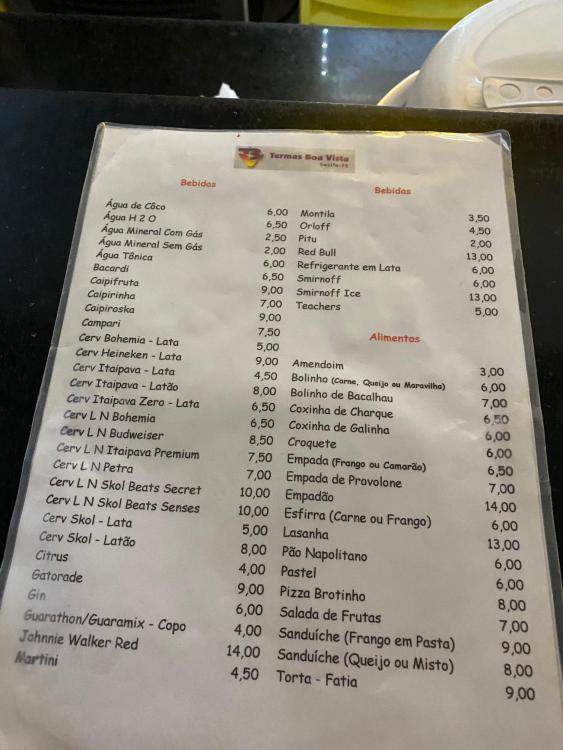 Termas Boa Vista
Recife-PE
Bebidas
Água de Côco 6,00
Água H 2 O 6,50
Água Mineral Com Gás 2,50
Água Mineral Sem Gás 2,00
Água Tônica 6,00
Bacardi 6,50
Caipifruta 9,00
Caipirinha 7,00
Caipiroska 9,00
Campari 7,50
Cerv Bohemia - Lata 5,00
Cerv Heineken - Lata 9,00
Cerv Itaipava - Lata 4,50
Cerv Itaipava - Latão 8,00
Cerv Itaipava Zero - Lata 6,50
Cerv L N Bohemia 6,50
Cerv L N Budweiser 8,50
Cerv L N Itaipava Premium 7,50
Cerv L N Petra 7,00
Cerv L N Skol Beats Secret 10,00
Cerv L N Skol Beats Senses 10,00
Cerv Skol - Lata 5,00
Cerv Skol - Latão 8,00
Citrus 4,00
Gatorade 9,00
Gin 6,00
Guarathon/Guaramix - Copo 4,00
Johnnie Walker Red 14,00
Martini 4,50
Bebidas
Montila 3,50
Orloff 4,50
Pitu 2,00
Red Bull 13,00
Refrigerante em Lata 6,00
Smirnoff 6,00
Smirnoff Ice 13,00
Teachers 5,00
Alimentos
Amendoim 3,00
Bolinho (Carne, Queijo ou Maravilha) 6,00
Bolinho de Bacalhau 7,00
Coxinha de Charque 6,50
Coxinha de Galinha 6,00
Croquete 6,00
Empada (Frango ou Camarão) 6,50
Empada de Provolone 7,00
Empadão 14,00
Esfirra (Carne ou Frango) 6,00
Lasanha 13,00
Pão Napolitano 6,00
Pastel 6,00
Pizza Brotinho 8,00
Salada de Frutas 7,00
Sanduíche (Frango em Pasta) 9,00
Sanduíche (Queijo ou Misto) 8,00
Torta - Fatia 9,00